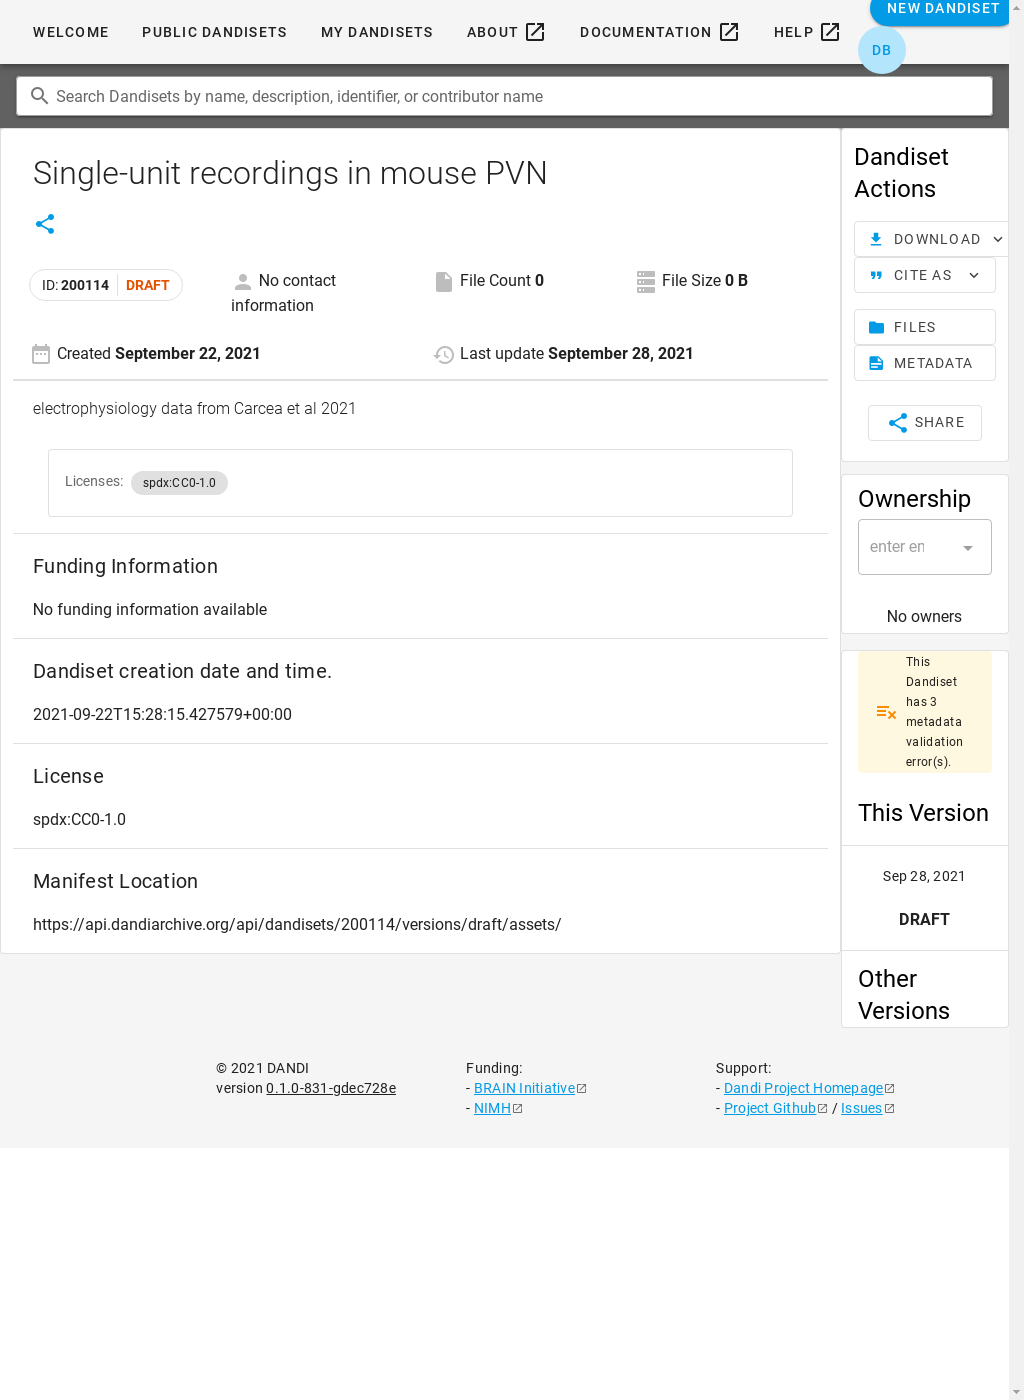 WELCOME PUBLIC DANDISETS MY DANDISETS ABOUT DOCUMENTATION HELP NEW DANDISET
DB
Search Dandisets by name, description, identifier, or contributor name
Single-unit recordings in mouse PVN
ID: 200114 DRAFT
No contact information
File Count 0
File Size 0 B
Created September 22, 2021
Last update September 28, 2021
electrophysiology data from Carcea et al 2021
Licenses: spdx:CC0-1.0
Funding Information
No funding information available
Dandiset creation date and time.
2021-09-22T15:28:15.427579+00:00
License
spdx:CC0-1.0
Manifest Location
https://api.dandiarchive.org/api/dandisets/200114/versions/draft/assets/
Dandiset
Actions
DOWNLOAD
CITE AS
FILES
METADATA
SHARE
Ownership
enter en
No owners
This
Dandiset
has 3
metadata
validation
error(s).
This Version
Sep 28, 2021
DRAFT
Other
Versions
© 2021 DANDI
version 0.1.0-831-gdec728e
Funding:
- BRAIN Initiative
- NIMH
Support:
- Dandi Project Homepage
- Project Github / Issues